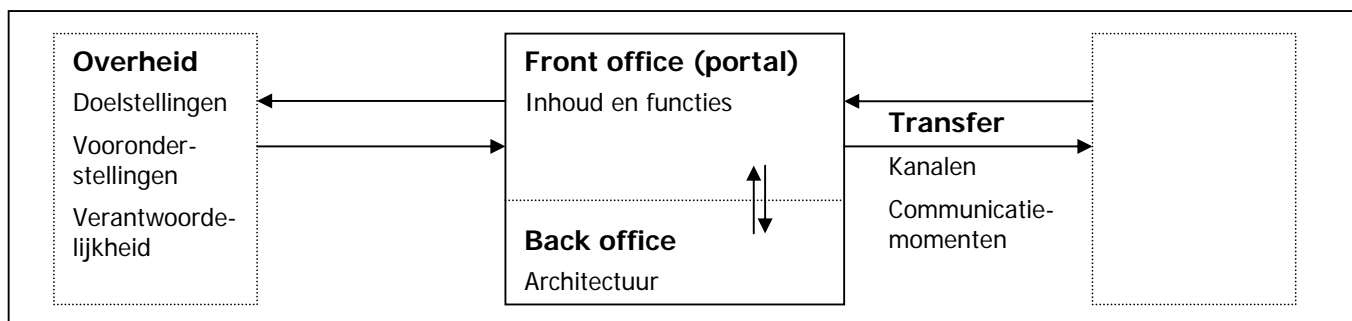 Overheid
Doelstellingen
Vooronder-
stellingen
Verantwoorde-
lijkheid
Front office (portal)
Inhoud en functies
Back office
Architectuur
Transfer
Kanalen
Communicatie-
momenten